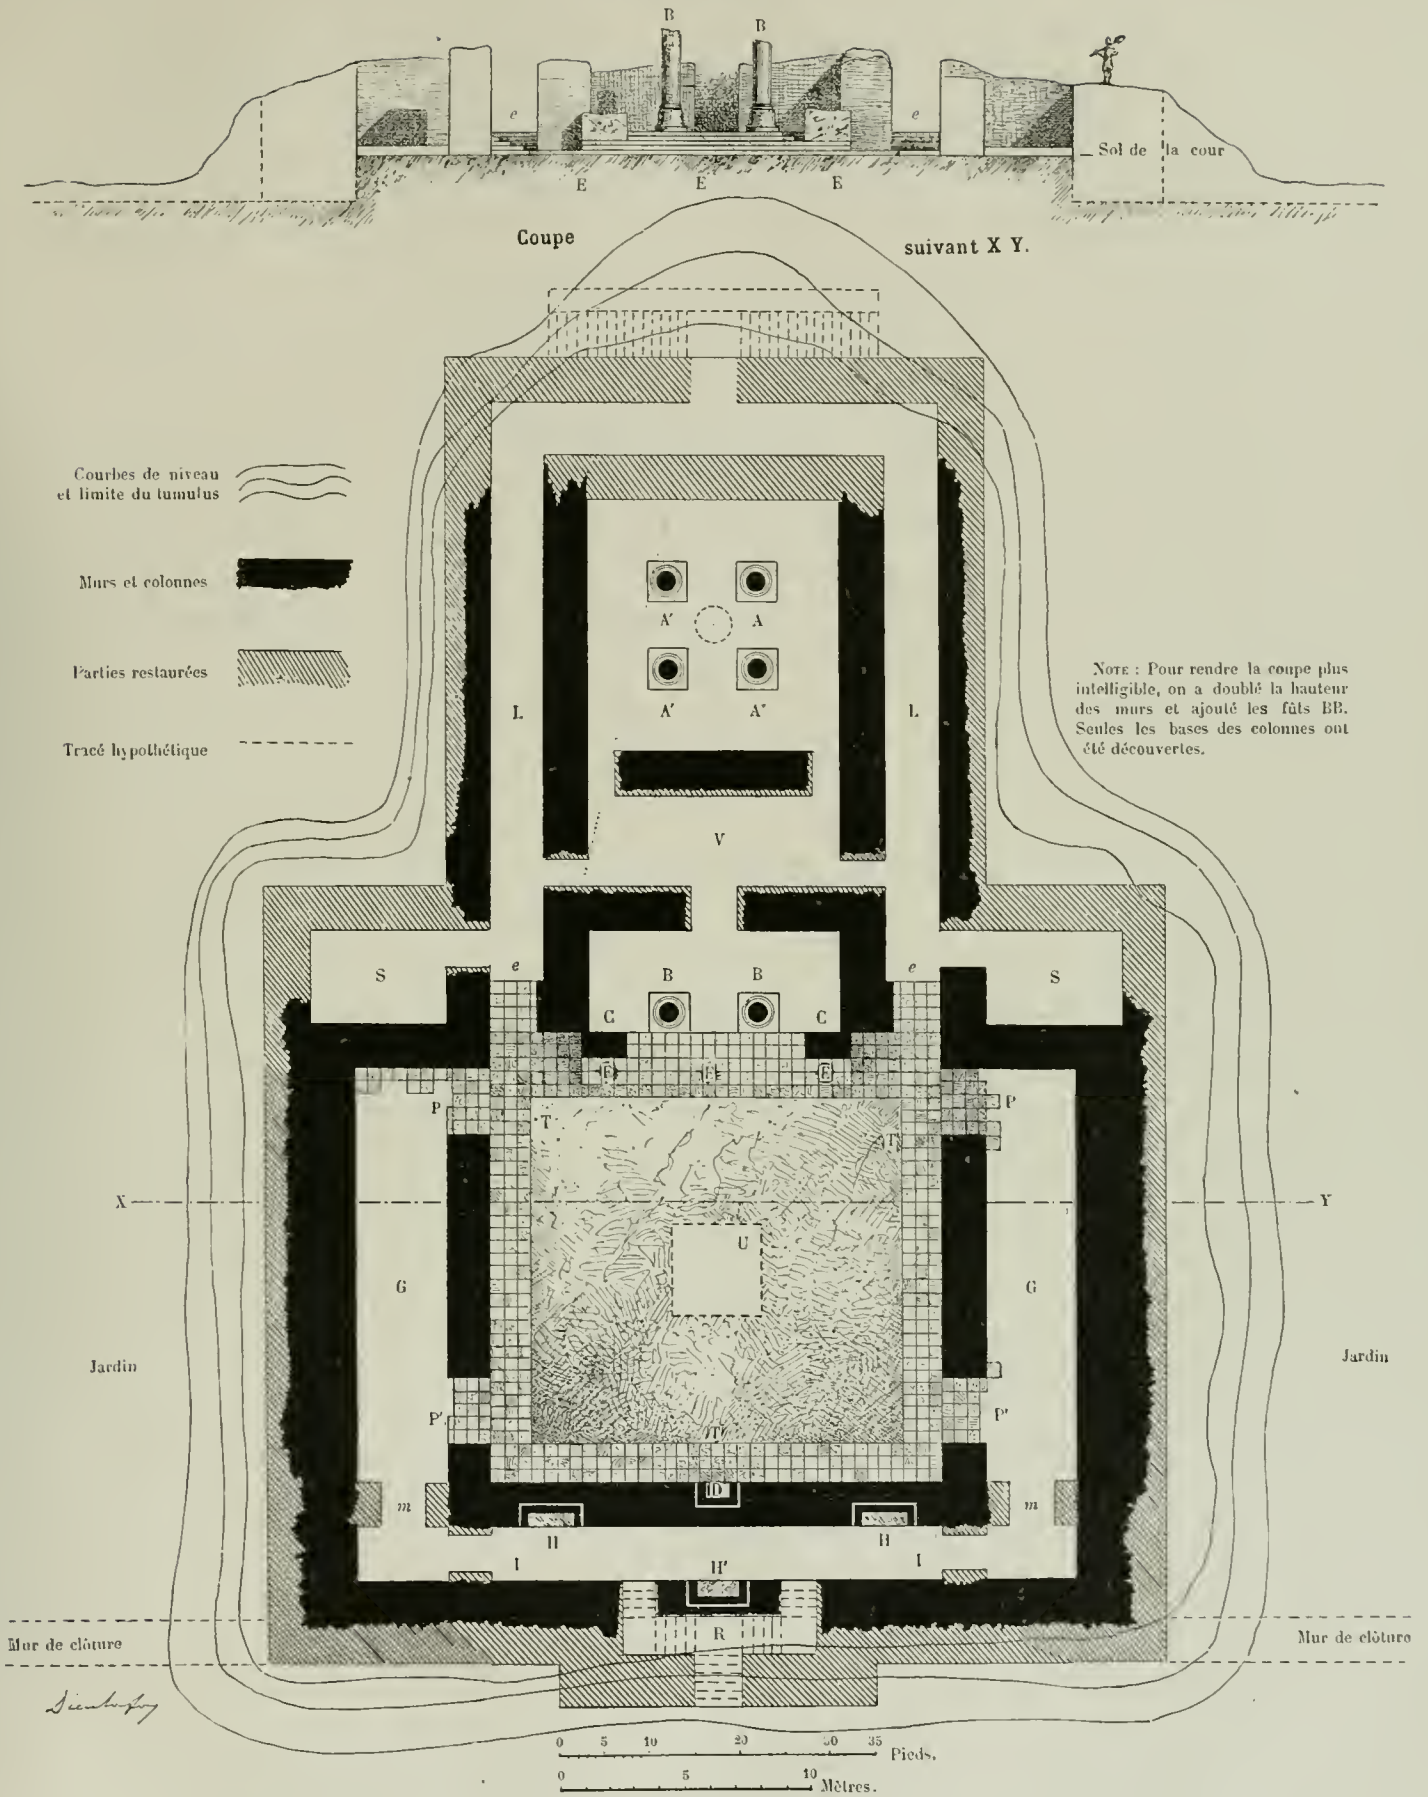 B B
e e
Sol de la cour
E E E
Coupe suivant X Y.
Courbes de niveau
et limite du tumulus
Murs et colonnes
Parties restaurées
Tracé hypothétique
NOTE : Pour rendre la coupe plus
intelligible, on a doublé la hauteur
des murs et ajouté les fûts BB.
Seules les bases des colonnes ont
été découvertes.
A' A
A' A"
L L
V
S e B B e S
C C
E E E
P T T P
X Y
U
G G
Jardin Jardin
P' T P'
m D m
H H
I H' I
R
Mur de clôture Mur de clôture
Dieulafoy
0 5 10 20 30 35
Pieds.
0 5 10
Mètres.